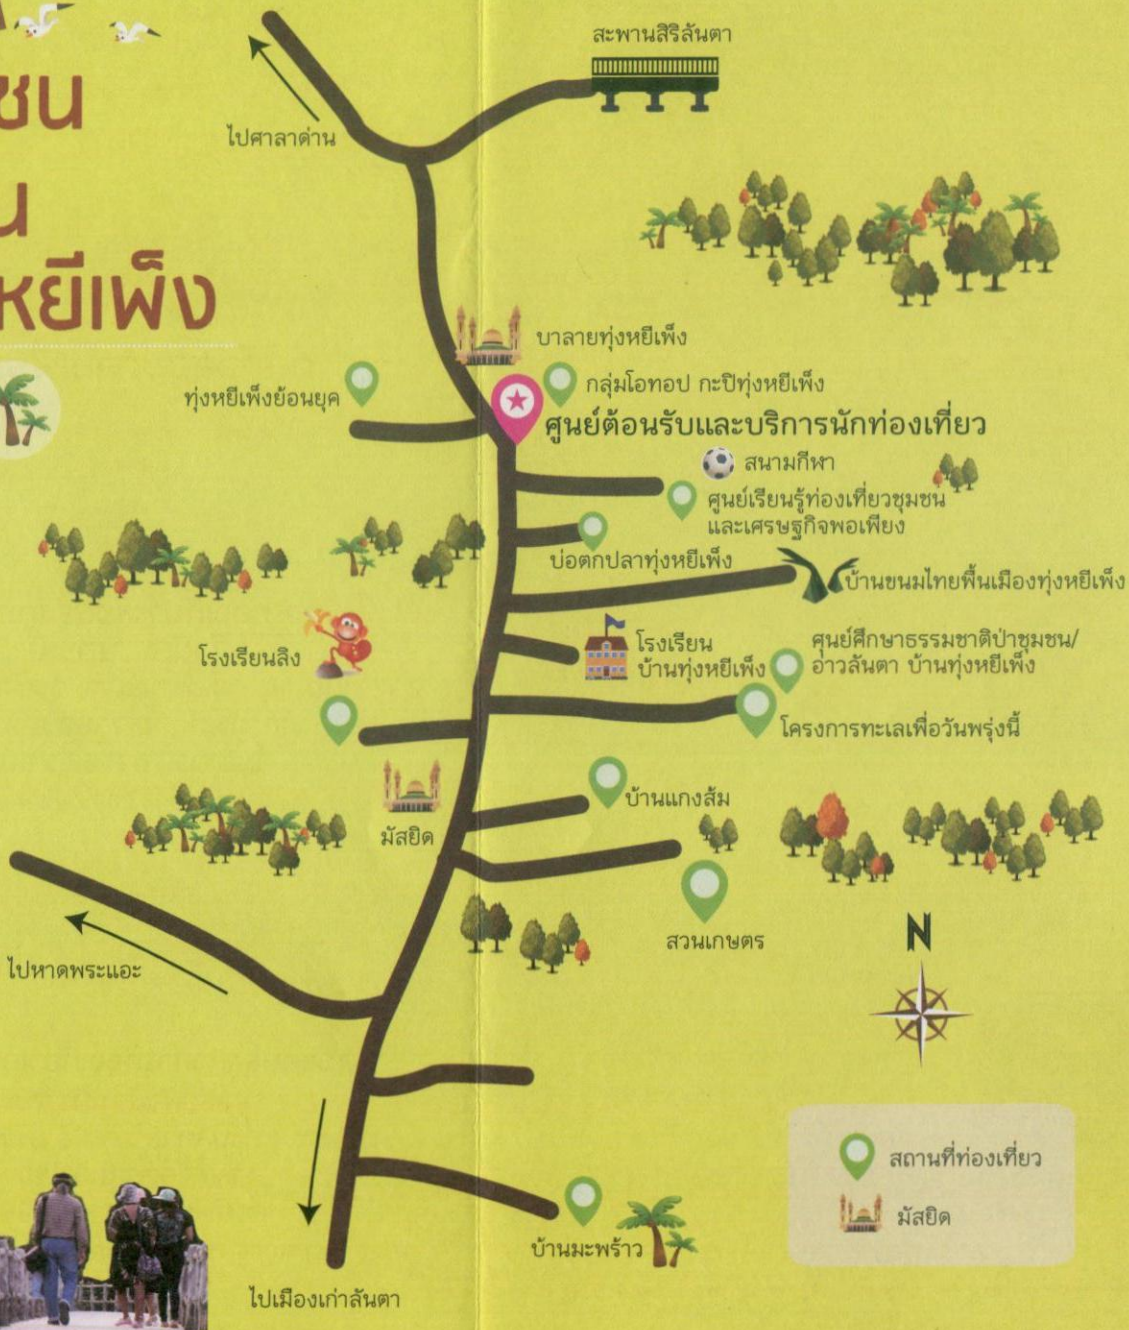 สะพานสิริลันตา
ไปศาลาด่าน
ชน
น
หยีเพ็ง
บาลายทุ่งหยีเพ็ง
ทุ่งหยีเพ็งย้อนยุค
กลุ่มโอทอป กะปิทุ่งหยีเพ็ง
ศูนย์ต้อนรับและบริการนักท่องเที่ยว
สนามกีฬา
ศูนย์เรียนรู้ท่องเที่ยวชุมชน
และเศรษฐกิจพอเพียง
บ่อตกปลาทุ่งหยีเพ็ง
บ้านขนมไทยพื้นเมืองทุ่งหยีเพ็ง
โรงเรียนลิง
โรงเรียน
บ้านทุ่งหยีเพ็ง
ศูนย์ศึกษาธรรมชาติป่าชุมชน/
อ่าวลันตา บ้านทุ่งหยีเพ็ง
โครงการทะเลเพื่อวันพรุ่งนี้
บ้านแกงส้ม
มัสยิด
สวนเกษตร
N
ไปหาดพระแอะ
สถานที่ท่องเที่ยว
มัสยิด
บ้านมะพร้าว
ไปเมืองเก่าลันตา